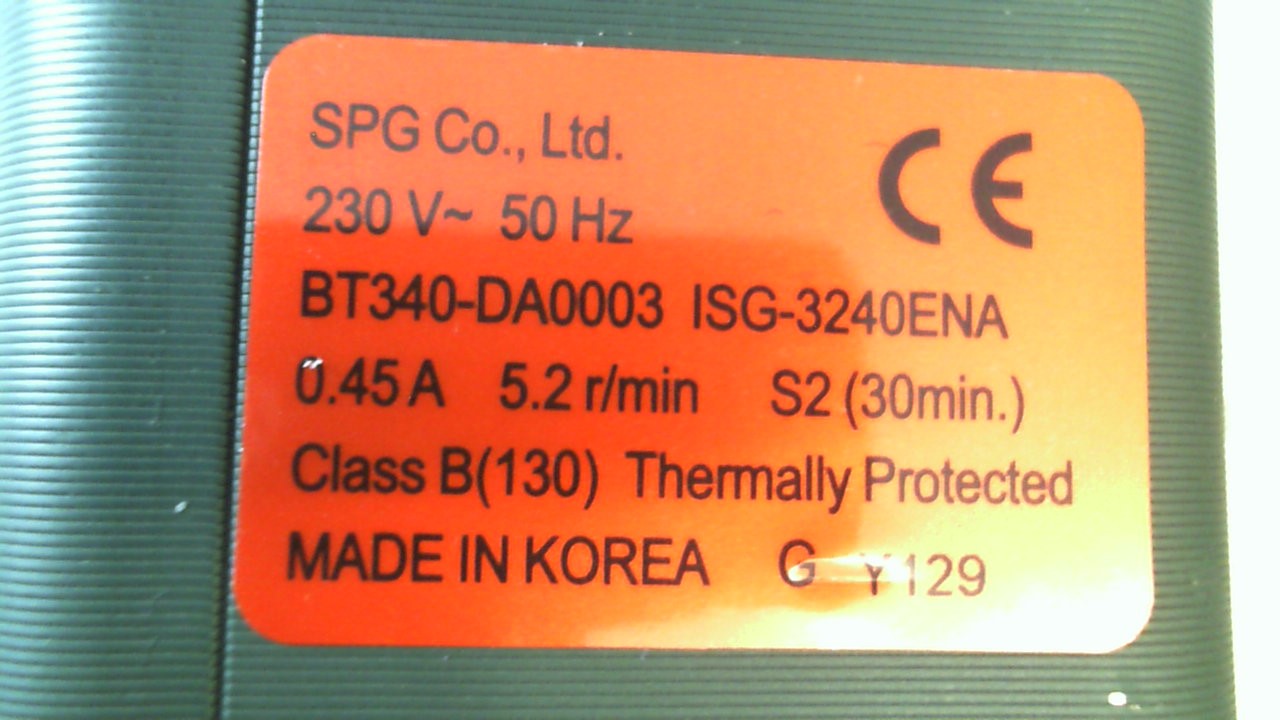 SPG Co., Ltd.
CE
230 V~ 50 Hz
BT340-DA0003 ISG-3240ENA
0.45 A 5.2 r/min S2 (30min.)
Class B(130) Thermally Protected
MADE IN KOREA G Y129